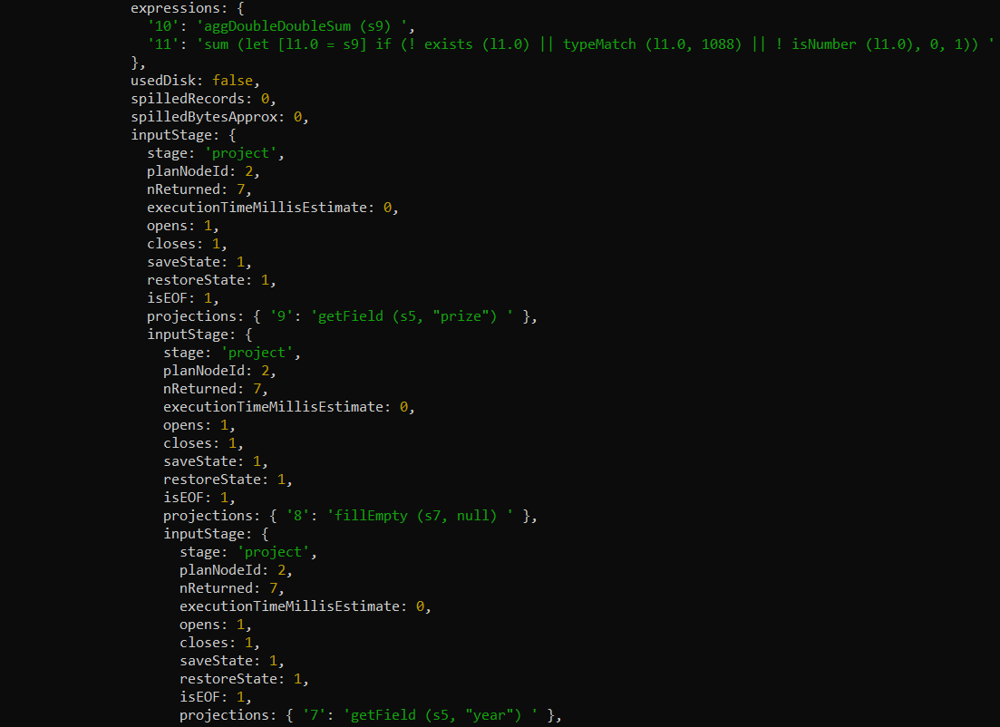 expressions: {
'10': 'aggDoubleDoubleSum (s9) ',
'11': 'sum (let [l1.0 = s9] if (! exists (l1.0) || typeMatch (l1.0, 1088) || ! isNumber (l1.0), 0, 1)) '
},
usedDisk: false,
spilledRecords: 0,
spilledBytesApprox: 0,
inputStage: {
stage: 'project',
planNodeId: 2,
nReturned: 7,
executionTimeMillisEstimate: 0,
opens: 1,
closes: 1,
saveState: 1,
restoreState: 1,
isEOF: 1,
projections: { '9': 'getField (s5, "prize") ' },
inputStage: {
stage: 'project',
planNodeId: 2,
nReturned: 7,
executionTimeMillisEstimate: 0,
opens: 1,
closes: 1,
saveState: 1,
restoreState: 1,
isEOF: 1,
projections: { '8': 'fillEmpty (s7, null) ' },
inputStage: {
stage: 'project',
planNodeId: 2,
nReturned: 7,
executionTimeMillisEstimate: 0,
opens: 1,
closes: 1,
saveState: 1,
restoreState: 1,
isEOF: 1,
projections: { '7': 'getField (s5, "year") ' },